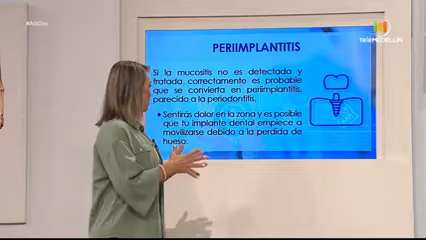 #AlóDoc
TeleMEDELLÍN
PERIIMPLANTITIS
Si la mucositis no es detectada y
tratada correctamente es probable
que se convierta en periimplantitis,
parecido a la periodontitis.
• Sentirás dolor en la zona y es posible
que tu implante dental empiece a
movilizarse debido a la perdida de
hueso.